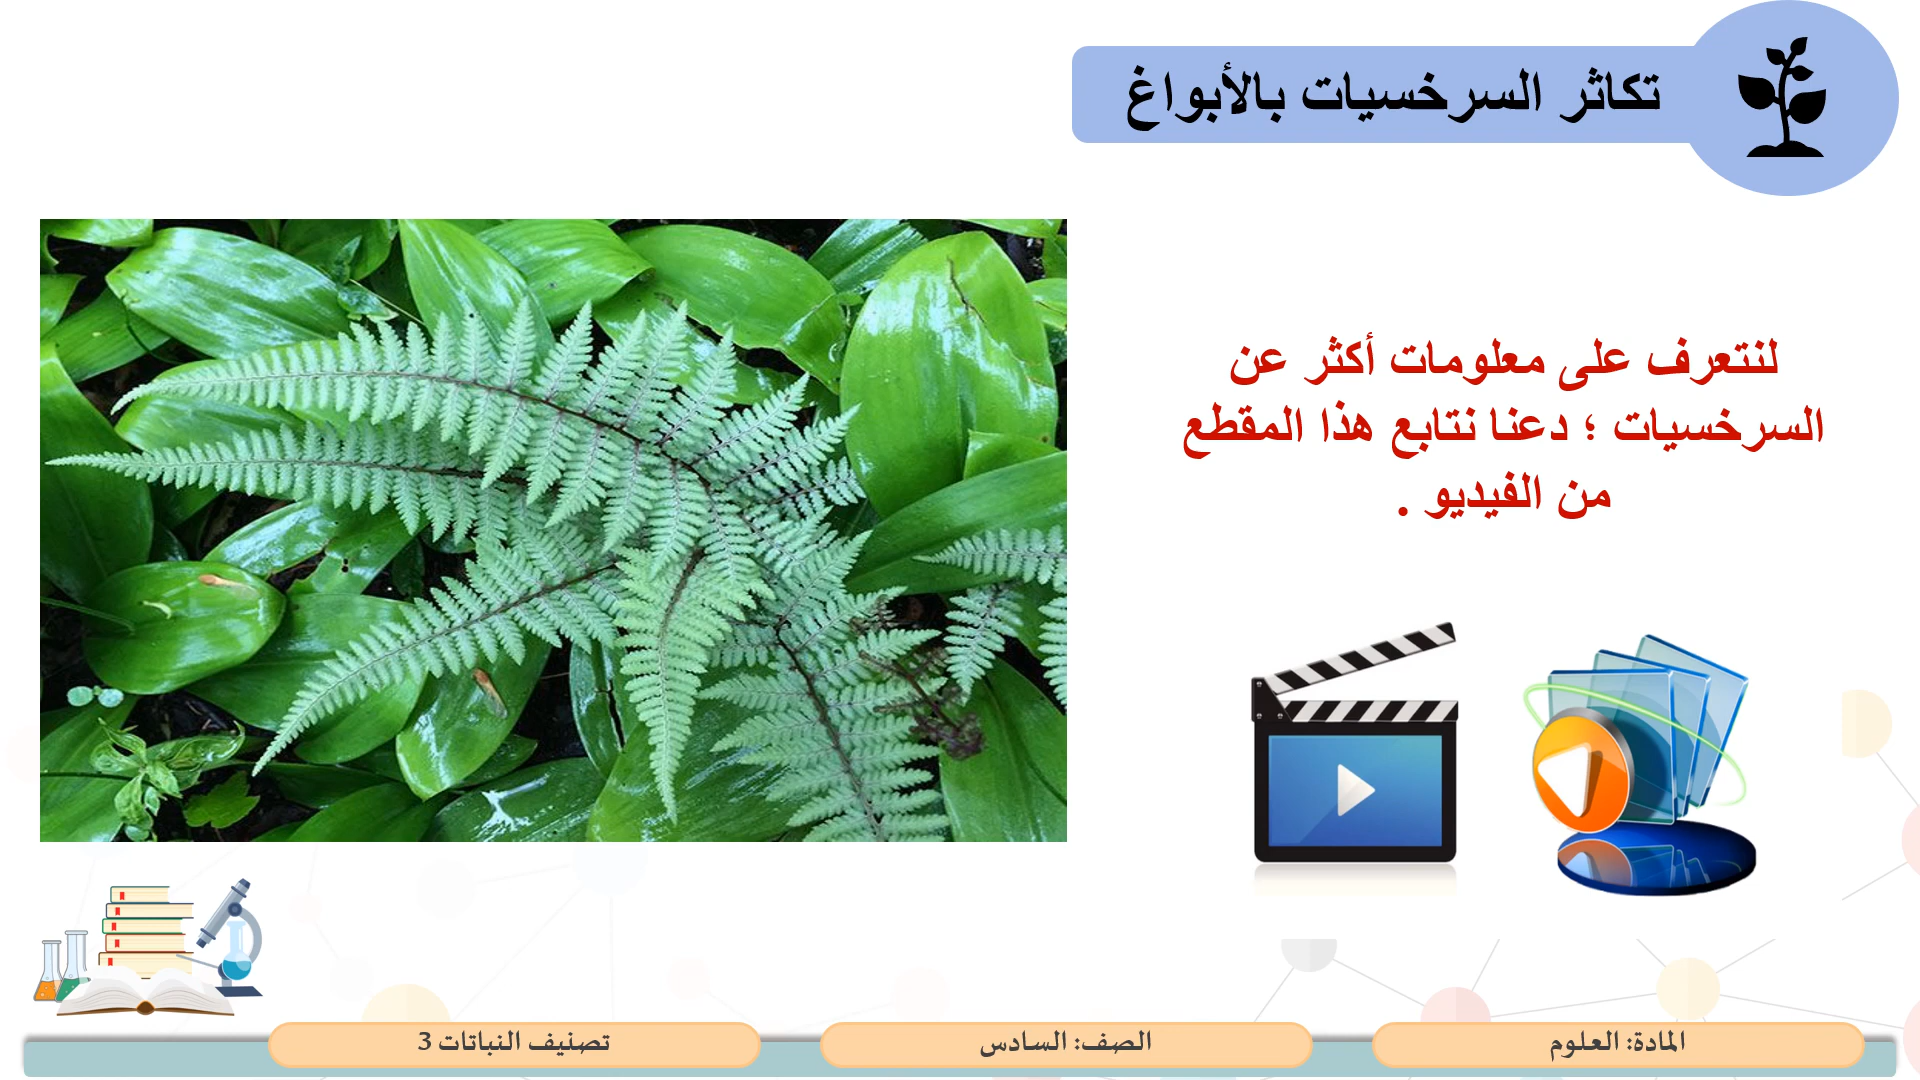 تكاثر السرخسيات بالأبواغ
لنتعرف على معلومات أكثر عن
السرخسيات ؛ دعنا نتابع هذا المقطع
من الفيديو .
المادة: العلوم
الصف: السادس
تصنيف النباتات 3